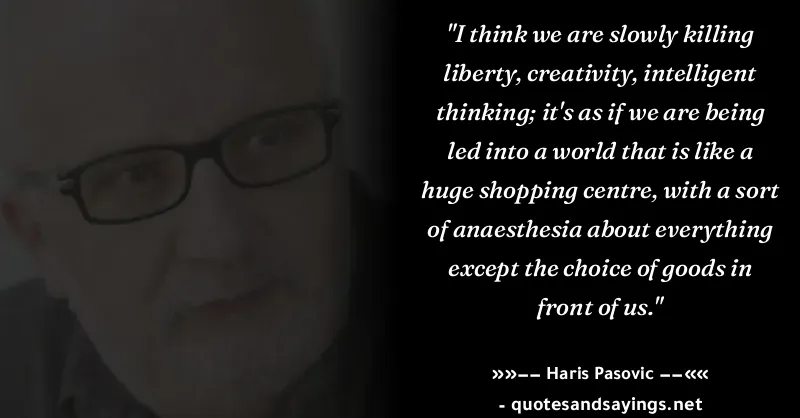 "I think we are slowly killing
liberty, creativity, intelligent
thinking; it's as if we are being
led into a world that is like a
huge shopping centre, with a sort
of anaesthesia about everything
except the choice of goods in
front of us."
»»−− Haris Pasovic −−««
- quotesandsayings.net